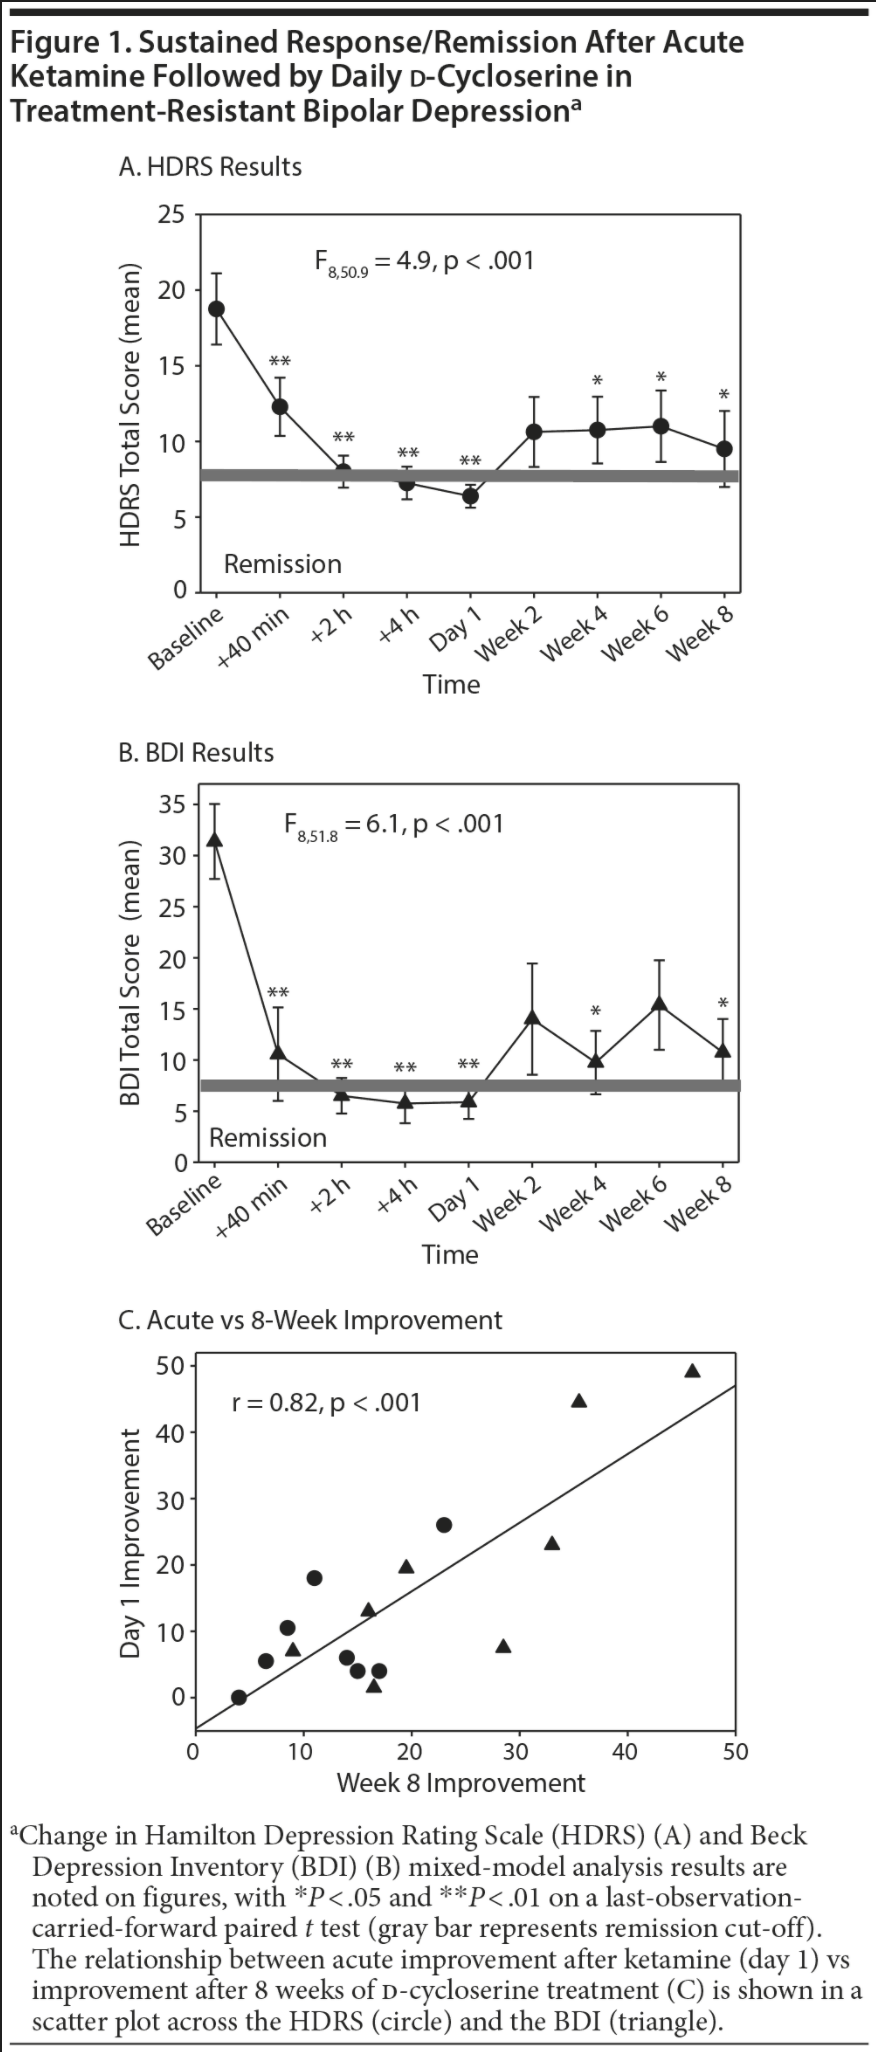 Figure 1. Sustained Response/Remission After Acute
Ketamine Followed by Daily D-Cycloserine in
Treatment-Resistant Bipolar Depressionᵃ
A. HDRS Results
25
20
15
10
5
0
HDRS Total Score (mean)
F8,50.9 = 4.9, p < .001
**
**
**
**
*
*
*
Remission
Baseline
+40 min
+2 h
+4 h
Day 1
Week 2
Week 4
Week 6
Week 8
Time
B. BDI Results
35
30
25
20
15
10
5
0
BDI Total Score (mean)
F8,51.8 = 6.1, p < .001
**
**
**
**
*
*
Remission
Baseline
+40 min
+2 h
+4 h
Day 1
Week 2
Week 4
Week 6
Week 8
Time
C. Acute vs 8-Week Improvement
50
40
30
20
10
0
Day 1 Improvement
r = 0.82, p < .001
0 10 20 30 40 50
Week 8 Improvement
ᵃChange in Hamilton Depression Rating Scale (HDRS) (A) and Beck
Depression Inventory (BDI) (B) mixed-model analysis results are
noted on figures, with *P < .05 and **P < .01 on a last-observation-
carried-forward paired t test (gray bar represents remission cut-off).
The relationship between acute improvement after ketamine (day 1) vs
improvement after 8 weeks of D-cycloserine treatment (C) is shown in a
scatter plot across the HDRS (circle) and the BDI (triangle).